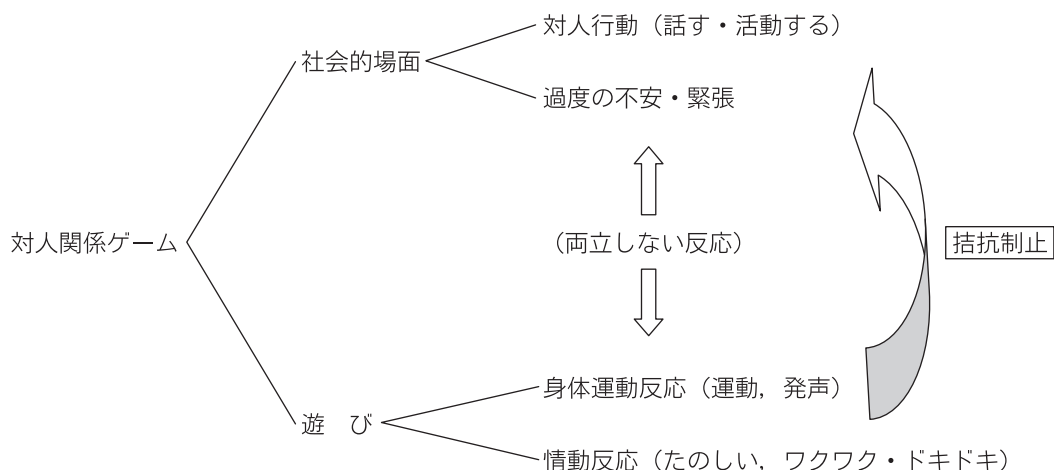 対人行動（話す・活動する）
社会的場面
過度の不安・緊張
対人関係ゲーム
（両立しない反応）
拮抗制止
身体運動反応（運動，発声）
遊　び
情動反応（たのしい，ワクワク・ドキドキ）